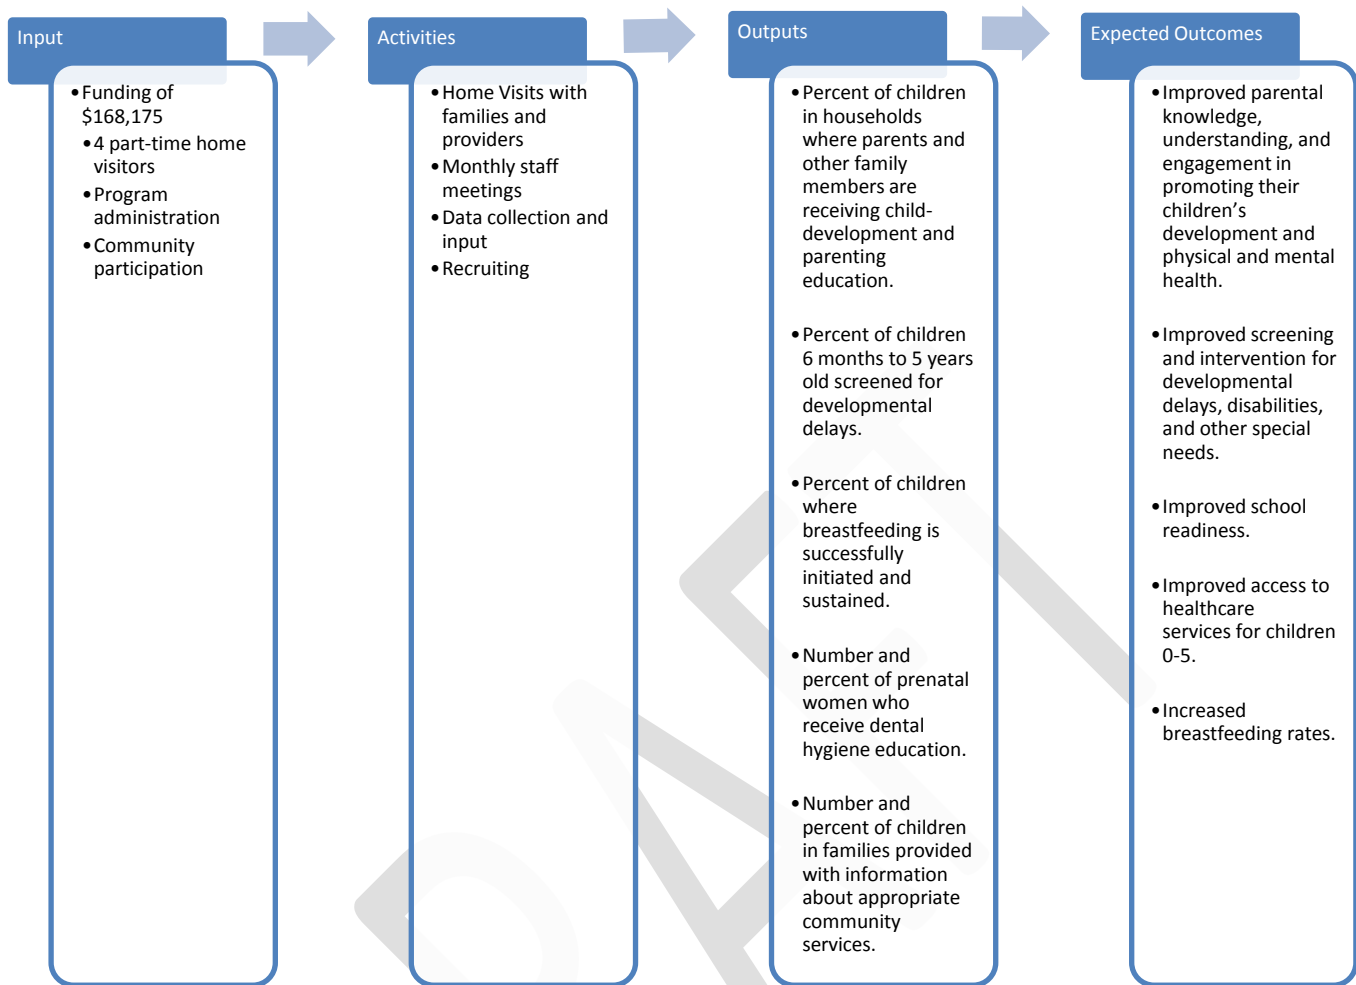 Input
•Funding of
$168,175
•4 part-time home
visitors
•Program
administration
•Community
participation
Activities
•Home Visits with
families and
providers
•Monthly staff
meetings
•Data collection and
input
•Recruiting
Outputs
•Percent of children
in households
where parents and
other family
members are
receiving child-
development and
parenting
education.
•Percent of children
6 months to 5 years
old screened for
developmental
delays.
•Percent of children
where
breastfeeding is
successfully
initiated and
sustained.
•Number and
percent of prenatal
women who
receive dental
hygiene education.
•Number and
percent of children
in families provided
with information
about appropriate
community
services.
Expected Outcomes
•Improved parental
knowledge,
understanding, and
engagement in
promoting their
children’s
development and
physical and mental
health.
•Improved screening
and intervention for
developmental
delays, disabilities,
and other special
needs.
•Improved school
readiness.
•Improved access to
healthcare
services for children
0-5.
•Increased
breastfeeding rates.
DRAFT